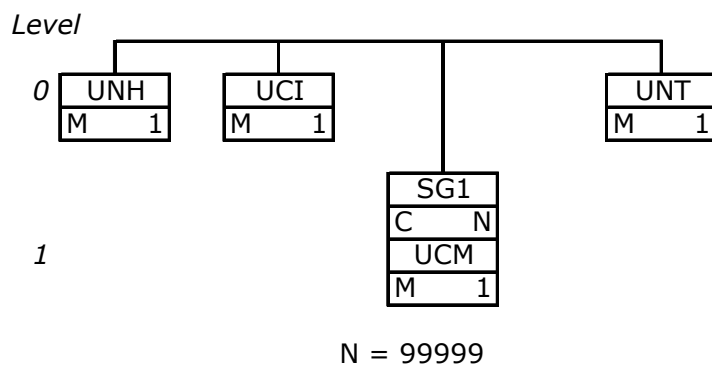 Level
0 UNH UCI UNT
M 1 M 1 M 1
SG1
C N
1 UCM
M 1
N = 99999